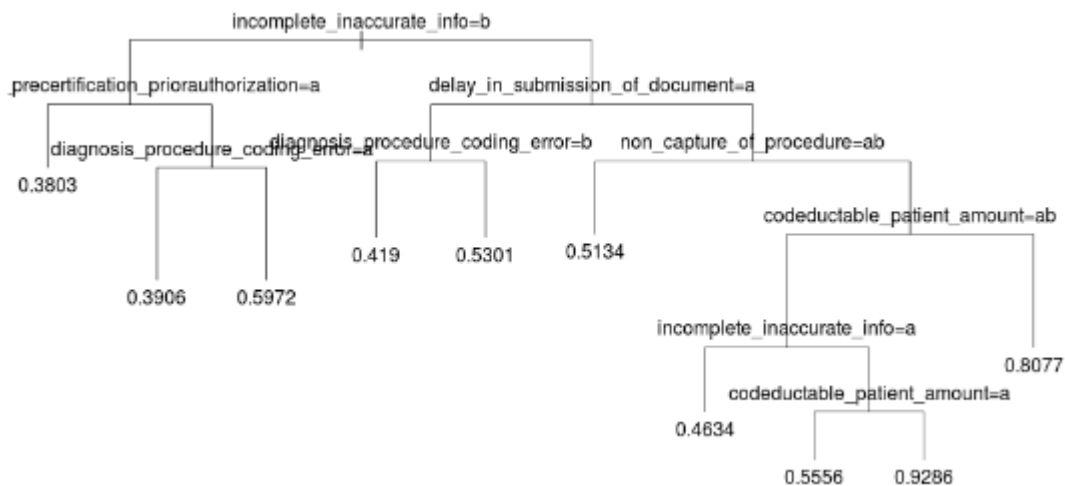 incomplete_inaccurate_info=b
_precertification_priorauthorization=a
delay_in_submission_of_document=a
diagnosis_procedure_coding_error=a
diagnosis_procedure_coding_error=b
non_capture_of_procedure=ab
0.3803
codeductable_patient_amount=ab
0.419
0.5301
0.5134
0.3906
0.5972
incomplete_inaccurate_info=a
0.8077
codeductable_patient_amount=a
0.4634
0.5556
0.9286